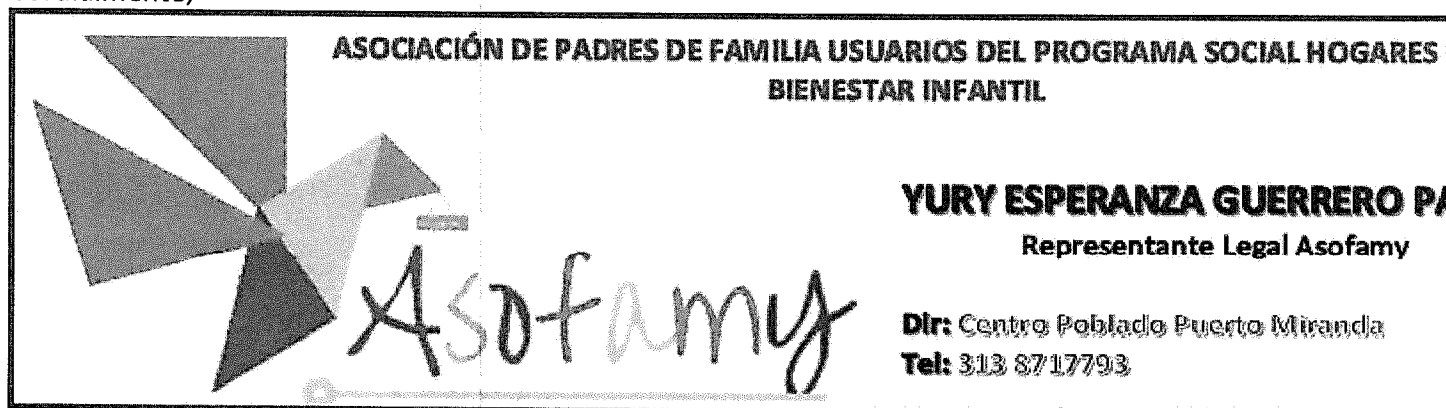 ASOCIACIÓN DE PADRES DE FAMILIA USUARIOS DEL PROGRAMA SOCIAL HOGARES
BIENESTAR INFANTIL
YURY ESPERANZA GUERRERO
Representante Legal Asofamy
Asofamy
Dir: Centro Poblado Puerto Miranda
Tel: 313 8717793